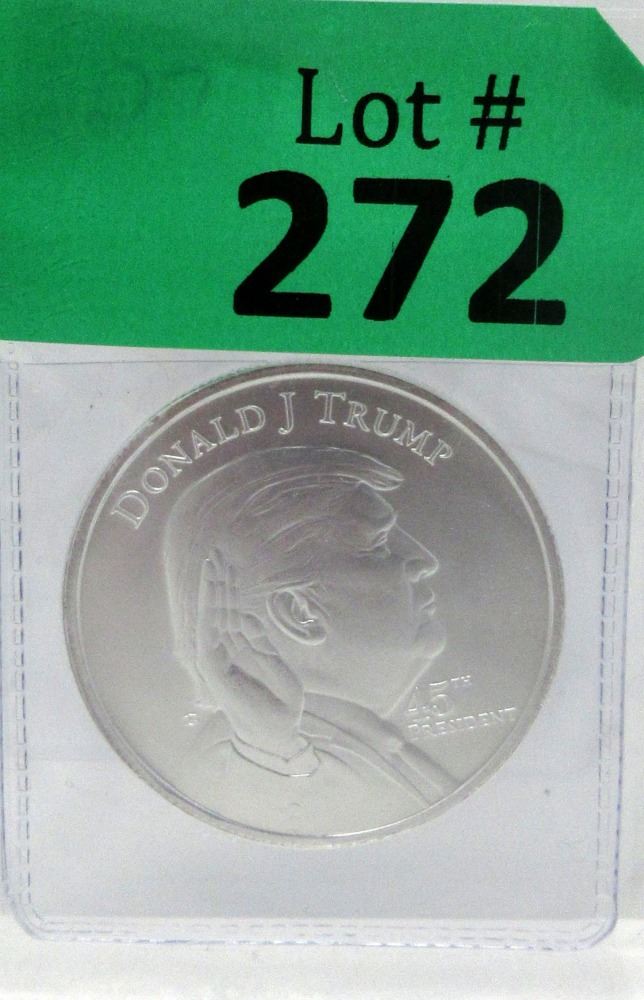 Lot #
272
DONALD J TRUMP
45TH
PRESIDENT